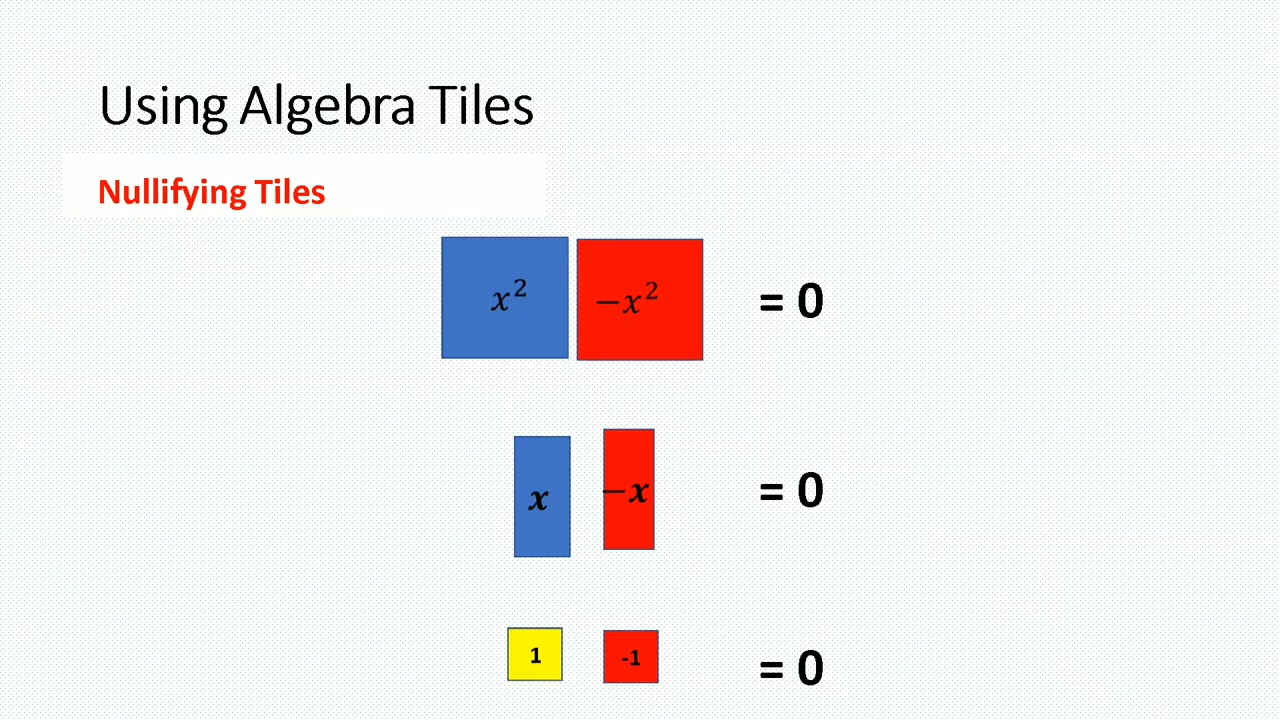 Using Algebra Tiles
Nullifying Tiles
x² −x² = 0
x −x = 0
1 -1 = 0